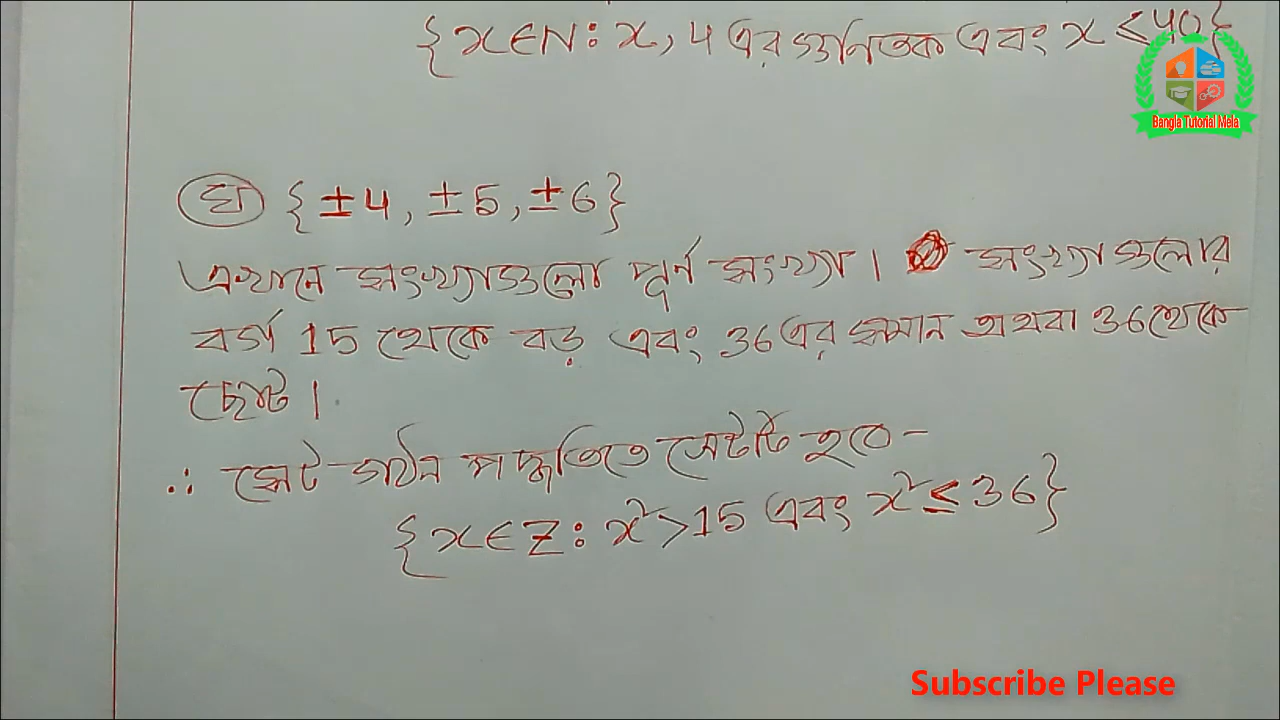 {x∈N : x, 4 এর গুনিতক এবং x ≤ 40}
Bangla Tutorial Mela
ঘ {±4, ±5, ±6}
এখানে সংখ্যাগুলো পূর্ন সংখ্যা। সংখ্যাগুলোর
বর্গ 15 থেকে বড় এবং 36 এর সমান অথবা 36 থেকে
ছোট।
∴ সেট গঠন পদ্ধতিতে সেটটি হবে –
{x∈Z : x² > 15 এবং x² ≤ 36}
Subscribe Please